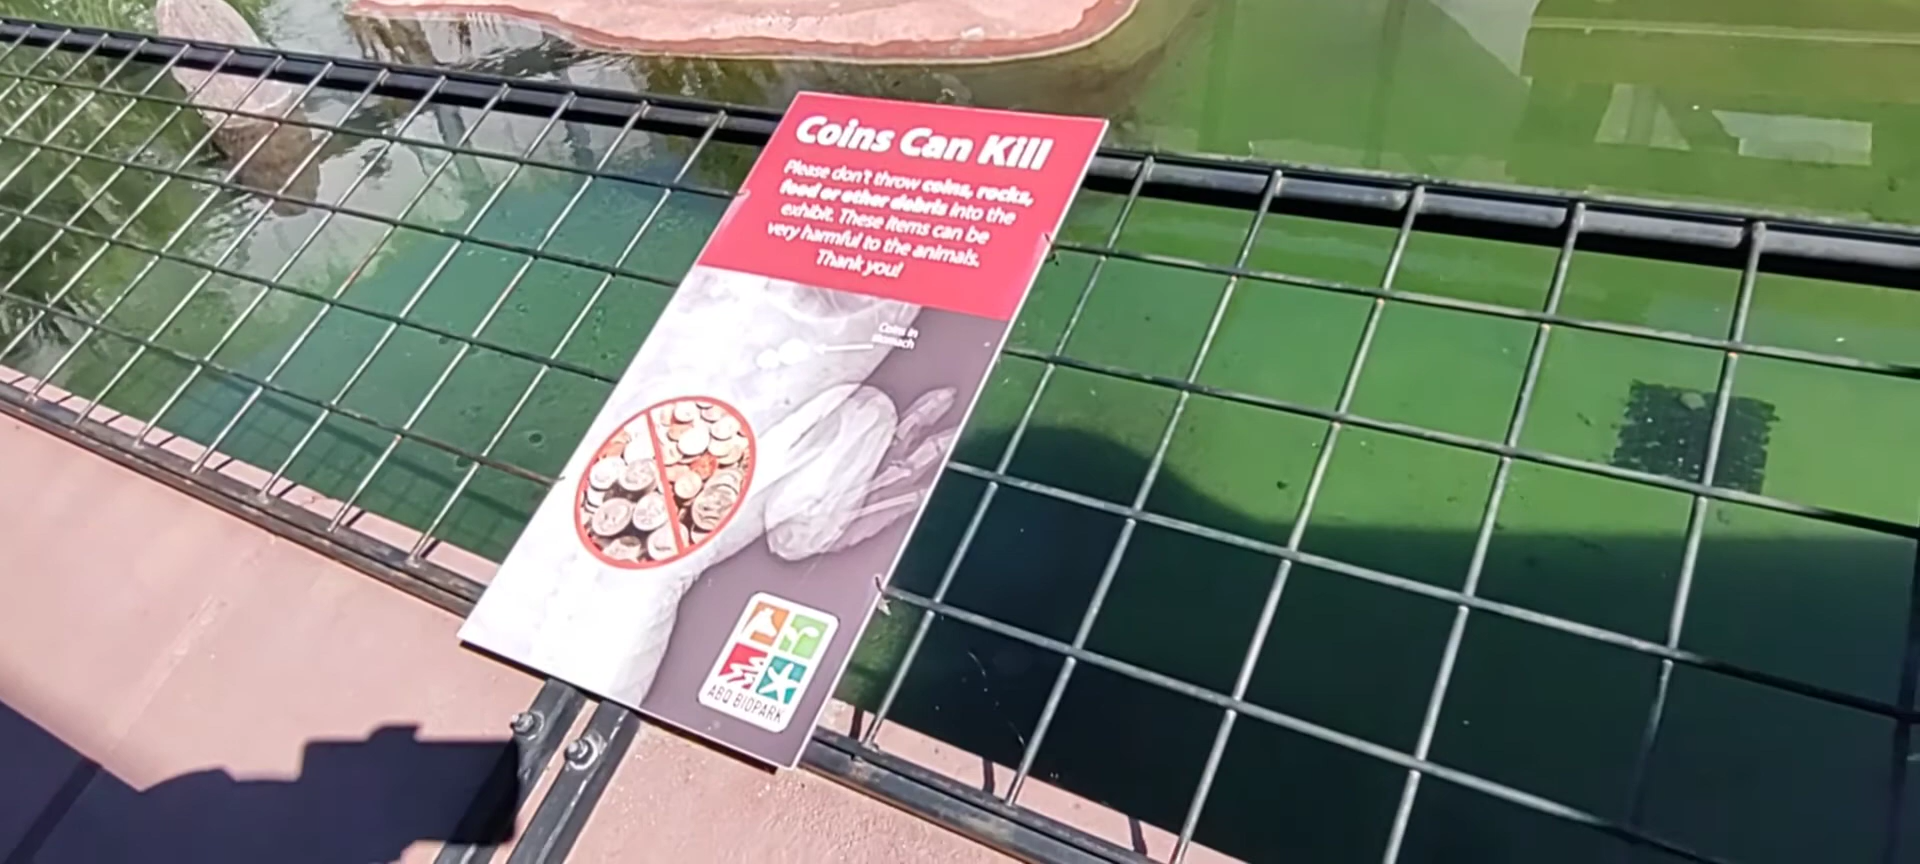 Coins Can Kill
Please don't throw coins, rocks,
food or other debris into the
exhibit. These items can be
very harmful to the animals.
Thank you!
Coins in
stomach
ABQ BIOPARK